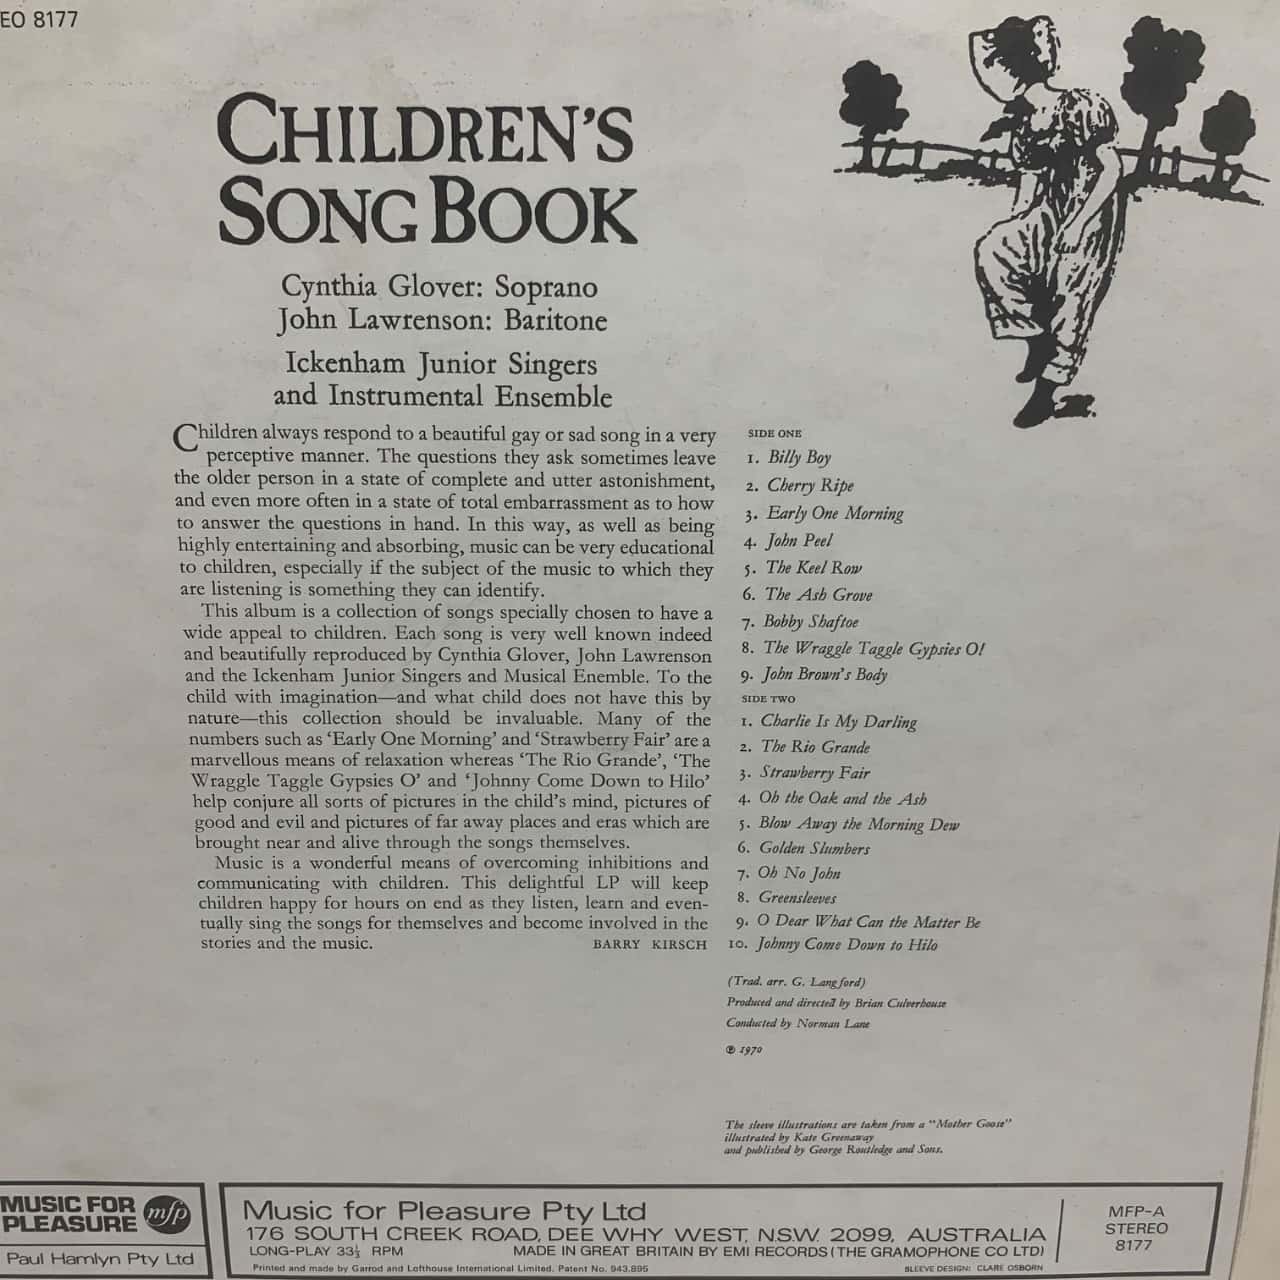 EO 8177
CHILDREN'S
SONG BOOK
Cynthia Glover: Soprano
John Lawrenson: Baritone
Ickenham Junior Singers
and Instrumental Ensemble
Children always respond to a beautiful gay or sad song in a very
perceptive manner. The questions they ask sometimes leave
the older person in a state of complete and utter astonishment,
and even more often in a state of total embarrassment as to how
to answer the questions in hand. In this way, as well as being
highly entertaining and absorbing, music can be very educational
to children, especially if the subject of the music to which they
are listening is something they can identify.
This album is a collection of songs specially chosen to have a
wide appeal to children. Each song is very well known indeed
and beautifully reproduced by Cynthia Glover, John Lawrenson
and the Ickenham Junior Singers and Musical Enemble. To the
child with imagination—and what child does not have this by
nature—this collection should be invaluable. Many of the
numbers such as 'Early One Morning' and 'Strawberry Fair' are a
marvellous means of relaxation whereas 'The Rio Grande', 'The
Wraggle Taggle Gypsies O' and 'Johnny Come Down to Hilo'
help conjure all sorts of pictures in the child's mind, pictures of
good and evil and pictures of far away places and eras which are
brought near and alive through the songs themselves.
Music is a wonderful means of overcoming inhibitions and
communicating with children. This delightful LP will keep
children happy for hours on end as they listen, learn and even-
tually sing the songs for themselves and become involved in the
stories and the music. BARRY KIRSCH
SIDE ONE
1. Billy Boy
2. Cherry Ripe
3. Early One Morning
4. John Peel
5. The Keel Row
6. The Ash Grove
7. Bobby Shaftoe
8. The Wraggle Taggle Gypsies O!
9. John Brown's Body
SIDE TWO
1. Charlie Is My Darling
2. The Rio Grande
3. Strawberry Fair
4. Oh the Oak and the Ash
5. Blow Away the Morning Dew
6. Golden Slumbers
7. Oh No John
8. Greensleeves
9. O Dear What Can the Matter Be
10. Johnny Come Down to Hilo
(Trad. arr. G. Langford)
Produced and directed by Brian Culverhouse
Conducted by Norman Lane
℗ 1970
The sleeve illustrations are taken from a "Mother Goose"
illustrated by Kate Greenaway
and published by George Routledge and Sons.
MUSIC FOR
PLEASURE
mfp
Paul Hamlyn Pty Ltd
Music for Pleasure Pty Ltd
176 SOUTH CREEK ROAD, DEE WHY WEST, N.S.W. 2099, AUSTRALIA
LONG-PLAY 33⅓ RPM MADE IN GREAT BRITAIN BY EMI RECORDS (THE GRAMOPHONE CO LTD)
Printed and made by Garrod and Lofthouse International Limited. Patent No. 943,895 SLEEVE DESIGN: CLARE OSBORN
MFP-A
STEREO
8177